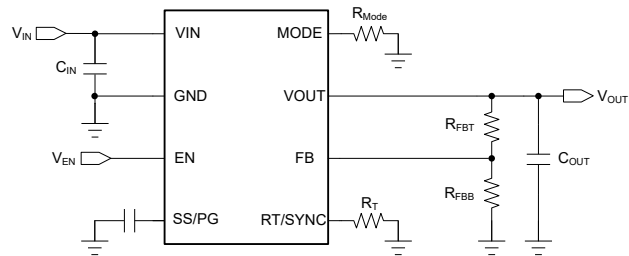 V_IN
C_IN
V_EN
VIN
GND
EN
SS/PG
MODE
VOUT
FB
RT/SYNC
R_Mode
R_T
R_FBT
R_FBB
C_OUT
V_OUT